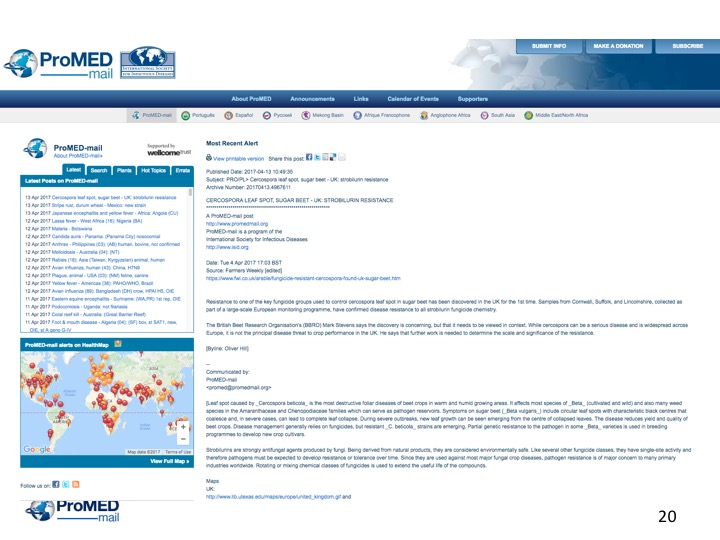 SUBMIT INFO
MAKE A DONATION
SUBSCRIBE
ProMED
mail
INTERNATIONAL SOCIETY
FOR INFECTIOUS DISEASES
About ProMED
Announcements
Links
Calendar of Events
Supporters
ProMED-mail
Português
Español
Русский
Mekong Basin
Afrique Francophone
Anglophone Africa
South Asia
Middle East/North Africa
ProMED-mail
About ProMED-mail»
Supported by
wellcometrust
Latest
Search
Plants
Hot Topics
Errata
Latest Posts on ProMED-mail
13 Apr 2017 Cercospora leaf spot, sugar beet - UK: strobilurin resistance
13 Apr 2017 Stripe rust, durum wheat - Mexico: new strain
13 Apr 2017 Japanese encephalitis and yellow fever - Africa: Angola (CU)
12 Apr 2017 Lassa fever - West Africa (16): Nigeria (BA)
12 Apr 2017 Malaria - Botswana
12 Apr 2017 Candida auris - Panama: (Panama City) nosocomial
12 Apr 2017 Anthrax - Philippines (03): (AB) human, bovine, not confirmed
12 Apr 2017 Melioidosis - Australia (04): (NT)
12 Apr 2017 Rabies (18): Asia (Taiwan, Kyrgyzstan) animal, human
12 Apr 2017 Avian influenza, human (43): China, H7N9
12 Apr 2017 Plague, animal - USA (03): (NM) feline, canine
12 Apr 2017 Yellow fever - Americas (36): PAHO/WHO, Brazil
12 Apr 2017 Avian influenza (89): Bangladesh (DH) crow, HPAI H5, OIE
11 Apr 2017 Eastern equine encephalitis - Suriname: (WA,PR) 1st rep, OIE
11 Apr 2017 Podoconiosis - Uganda: not filariasis
11 Apr 2017 Coral reef kill - Australia: (Great Barrier Reef)
11 Apr 2017 Foot & mouth disease - Algeria (04): (SF) bov, st SAT1, new,
OIE, st A geno G-IV
ProMED-mail alerts on HealthMap
Google
Map data ©2017
Terms of Use
View Full Map »
Follow us on:
ProMED
mail
Most Recent Alert
View printable version Share this post:
Published Date: 2017-04-13 10:49:35
Subject: PRO/PL> Cercospora leaf spot, sugar beet - UK: strobilurin resistance
Archive Number: 20170413.4967611
CERCOSPORA LEAF SPOT, SUGAR BEET - UK: STROBILURIN RESISTANCE
A ProMED-mail post
http://www.promedmail.org
ProMED-mail is a program of the
International Society for Infectious Diseases
http://www.isid.org
Date: Tue 4 Apr 2017 17:03 BST
Source: Farmers Weekly [edited]
https://www.fwi.co.uk/arable/fungicide-resistant-cercospora-found-uk-sugar-beet.htm
Resistance to one of the key fungicide groups used to control cercospora leaf spot in sugar beet has been discovered in the UK for the 1st time. Samples from Cornwall, Suffolk, and Lincolnshire, collected as
part of a large-scale European monitoring programme, have confirmed disease resistance to all strobilurin fungicide chemistry.
The British Beet Research Organisation's (BBRO) Mark Stevens says the discovery is concerning, but that it needs to be viewed in context. While cercospora can be a serious disease and is widespread across
Europe, it is not the principal disease threat to crop performance in the UK. He says that further work is needed to determine the scale and significance of the resistance.
[Byline: Oliver Hill]
--
Communicated by:
ProMED-mail
<promed@promedmail.org>
[Leaf spot caused by _Cercospora beticola_ is the most destructive foliar diseases of beet crops in warm and humid growing areas. It affects most species of _Beta_ (cultivated and wild) and also many weed
species in the Amaranthaceae and Chenopodiaceae families which can serve as pathogen reservoirs. Symptoms on sugar beet (_Beta vulgaris_) include circular leaf spots with characteristic black centres that
coalesce and, in severe cases, can lead to complete leaf collapse. During severe outbreaks, new leaf growth can be seen emerging from the centre of collapsed leaves. The disease reduces yield and quality of
beet crops. Disease management generally relies on fungicides, but resistant _C. beticola_ strains are emerging. Partial genetic resistance to the pathogen in some _Beta_ varieties is used in breeding
programmes to develop new crop cultivars.
Strobilurins are strongly antifungal agents produced by fungi. Being derived from natural products, they are considered environmentally safe. Like several other fungicide classes, they have single-site activity and
therefore pathogens must be expected to develop resistance or tolerance over time. Since they are used against most major fungal crop diseases, pathogen resistance is of major concern to many primary
industries worldwide. Rotating or mixing chemical classes of fungicides is used to extend the useful life of the compounds.
Maps
UK:
http://www.lib.utexas.edu/maps/europe/united_kingdom.gif and
20